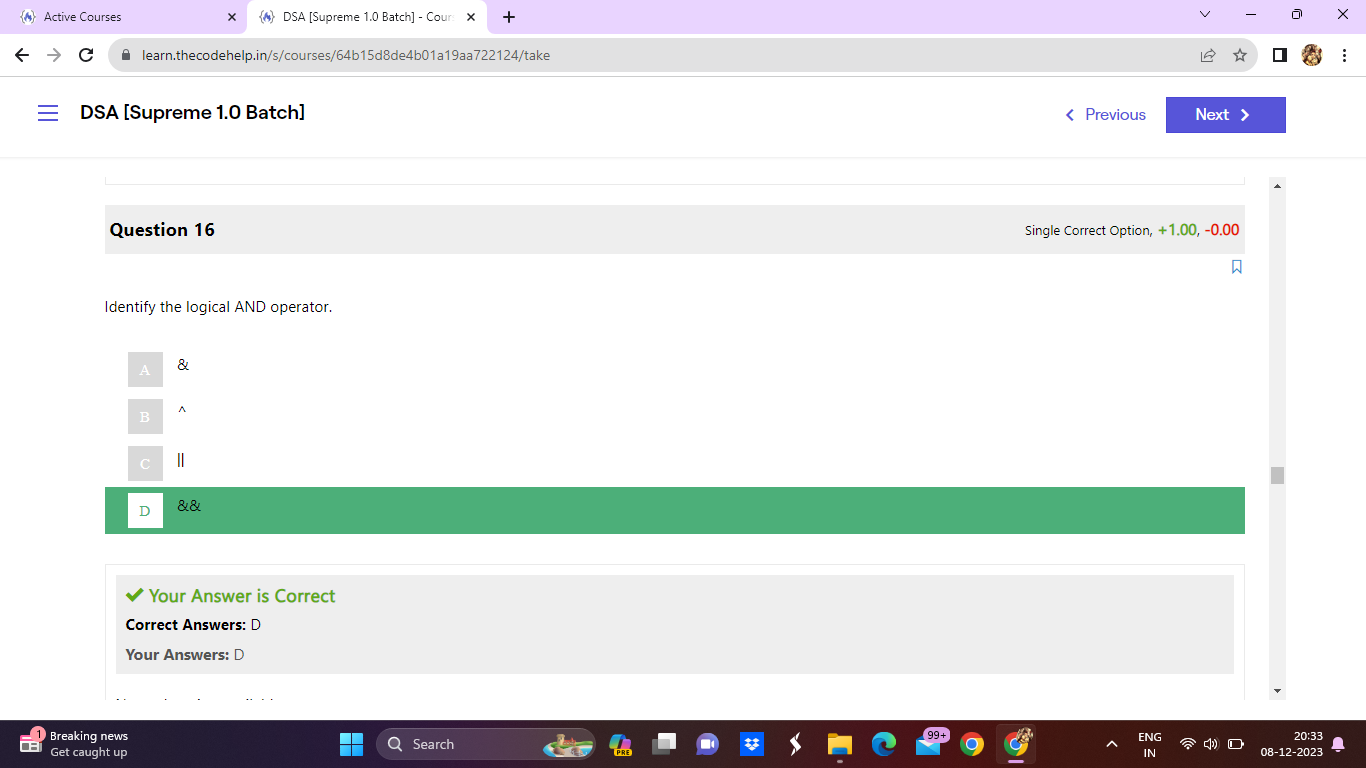 Active Courses
DSA [Supreme 1.0 Batch] - Cour
learn.thecodehelp.in/s/courses/64b15d8de4b01a19aa722124/take
DSA [Supreme 1.0 Batch]
Previous
Next
Question 16
Single Correct Option, +1.00, -0.00
Identify the logical AND operator.
A &
B ^
C ||
D &&
Your Answer is Correct
Correct Answers: D
Your Answers: D
1
Breaking news
Get caught up
Search
PRE
99+
ENG
IN
20:33
08-12-2023